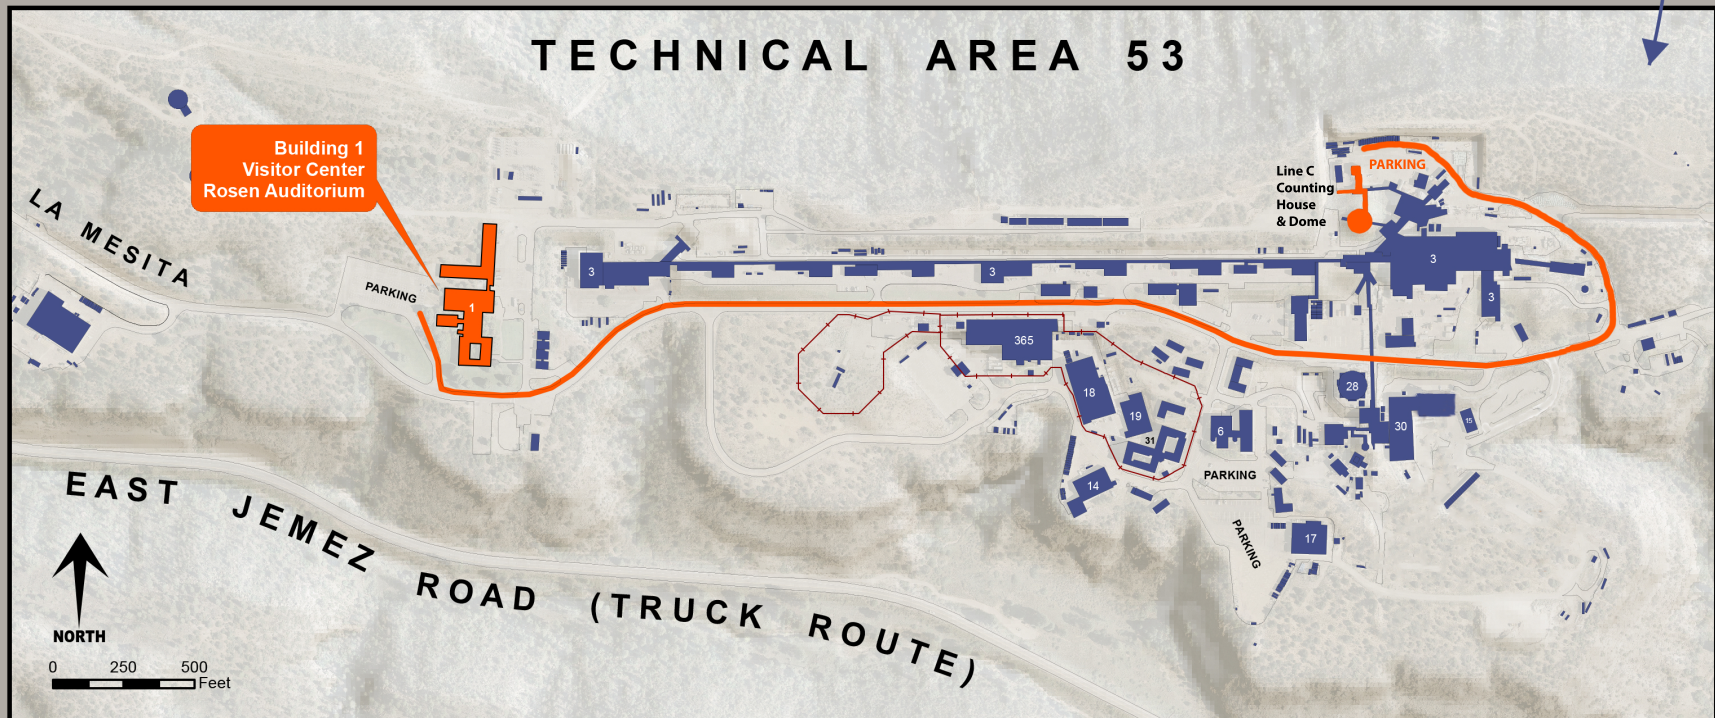 TECHNICAL AREA 53
Building 1
Visitor Center
Rosen Auditorium
PARKING
Line C
Counting
House
& Dome
LA MESITA
3
3
3
3
PARKING
1
365
18
19
28
31
6
30
15
14
PARKING
PARKING
17
EAST JEMEZ ROAD (TRUCK ROUTE)
NORTH
0 250 500
Feet